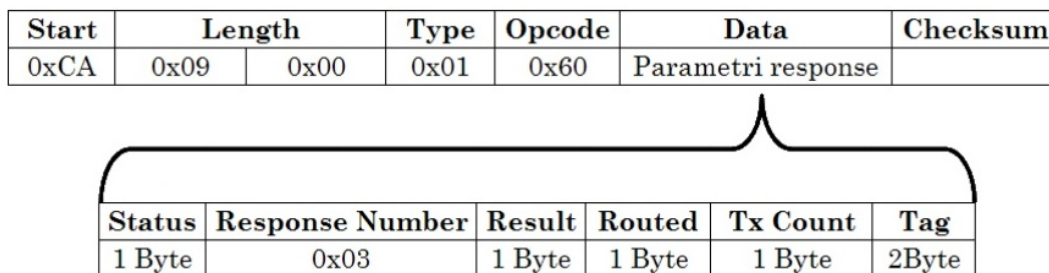 Start Length Type Opcode Data Checksum
0xCA 0x09 0x00 0x01 0x60 Parametri response
Status Response Number Result Routed Tx Count Tag
1 Byte 0x03 1 Byte 1 Byte 1 Byte 2Byte